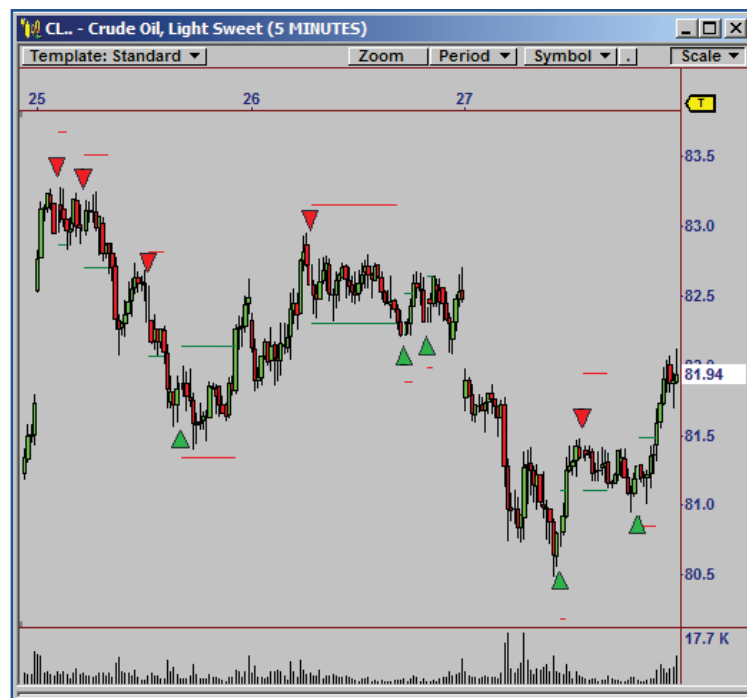 CL.. - Crude Oil, Light Sweet (5 MINUTES)
Template: Standard Zoom Period Symbol . Scale
25 26 27
T
83.5
83.0
82.5
81.94
81.5
81.0
80.5
17.7 K